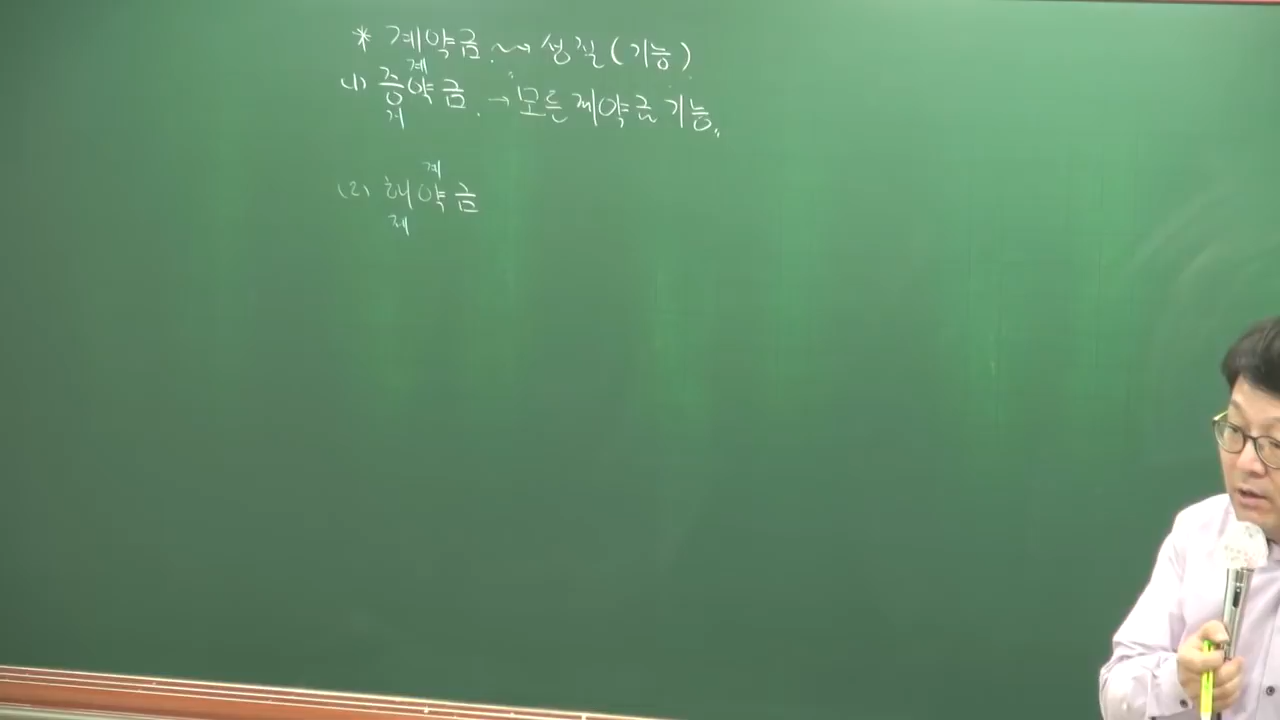 * 계약금 ~→ 성질(기능)
계
(1) 증약금. → 모든 계약금 기능.
거
계
(2) 해약금
제